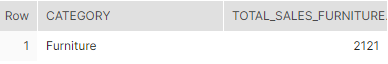 Row CATEGORY TOTAL_SALES_FURNITURE
1 Furniture 2121